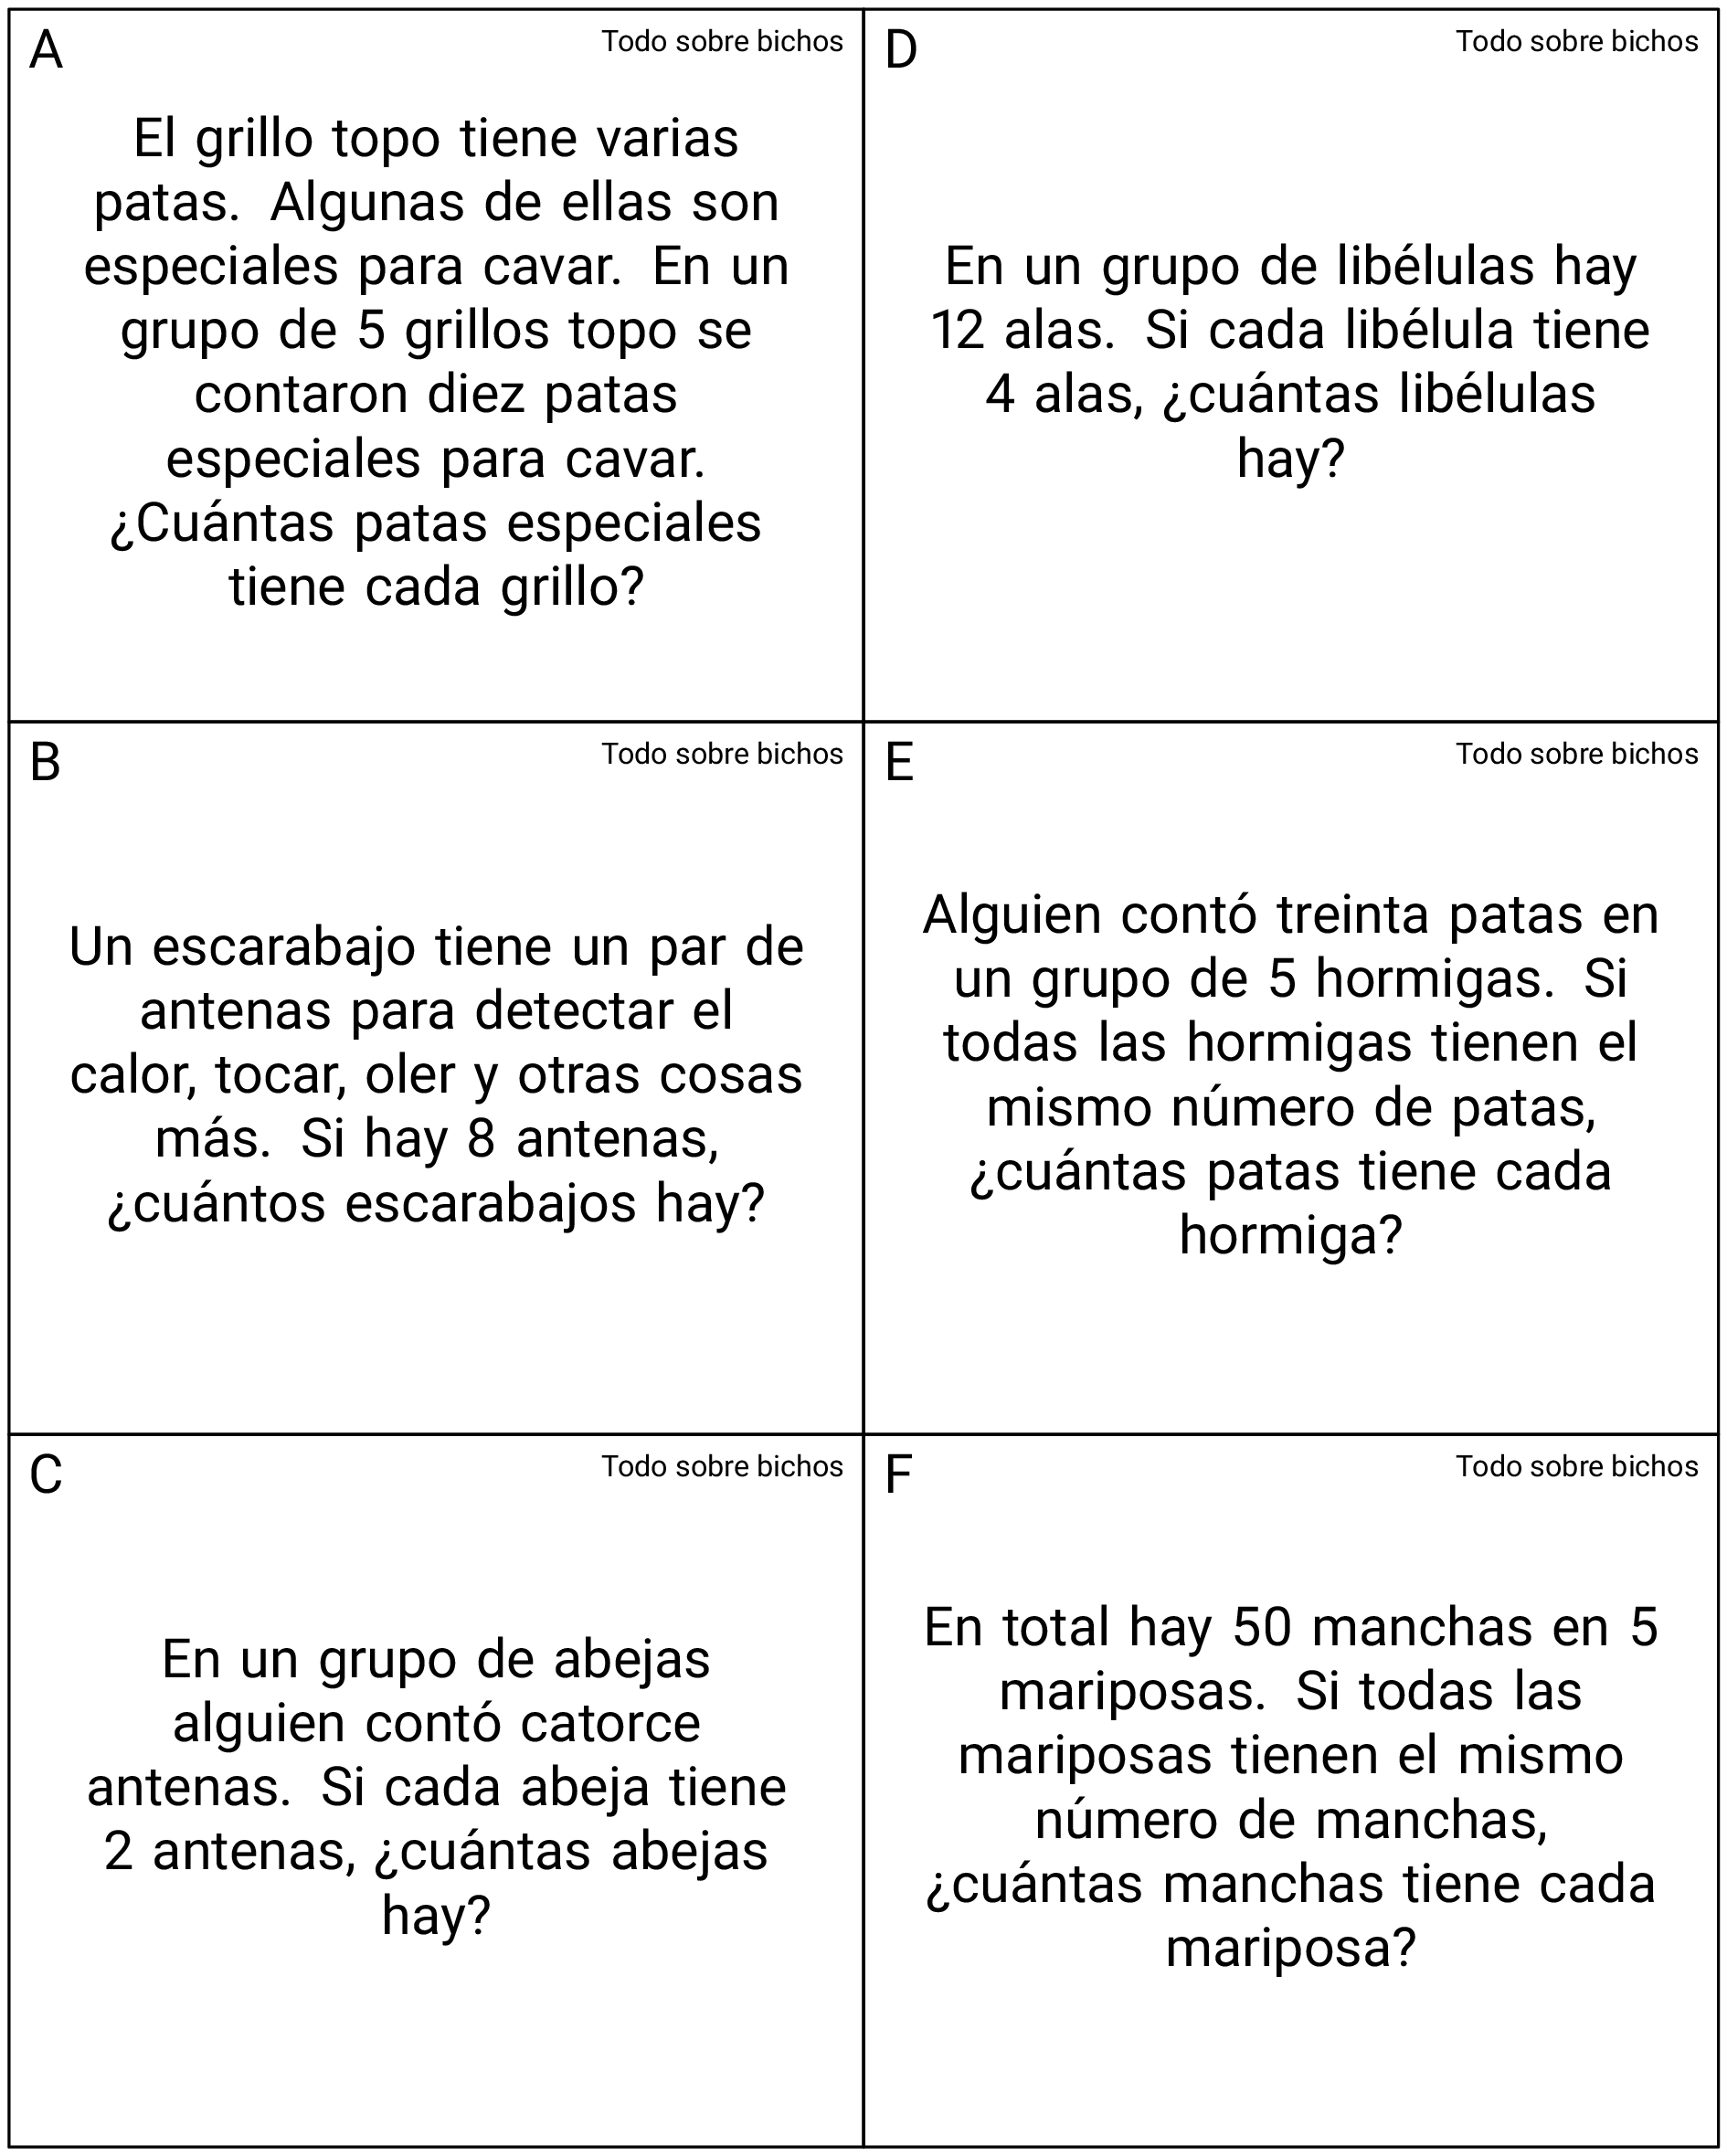 A
Todo sobre bichos
El grillo topo tiene varias
patas. Algunas de ellas son
especiales para cavar. En un
grupo de 5 grillos topo se
contaron diez patas
especiales para cavar.
¿Cuántas patas especiales
tiene cada grillo?
D
Todo sobre bichos
En un grupo de libélulas hay
12 alas. Si cada libélula tiene
4 alas, ¿cuántas libélulas
hay?
B
Todo sobre bichos
Un escarabajo tiene un par de
antenas para detectar el
calor, tocar, oler y otras cosas
más. Si hay 8 antenas,
¿cuántos escarabajos hay?
E
Todo sobre bichos
Alguien contó treinta patas en
un grupo de 5 hormigas. Si
todas las hormigas tienen el
mismo número de patas,
¿cuántas patas tiene cada
hormiga?
C
Todo sobre bichos
En un grupo de abejas
alguien contó catorce
antenas. Si cada abeja tiene
2 antenas, ¿cuántas abejas
hay?
F
Todo sobre bichos
En total hay 50 manchas en 5
mariposas. Si todas las
mariposas tienen el mismo
número de manchas,
¿cuántas manchas tiene cada
mariposa?